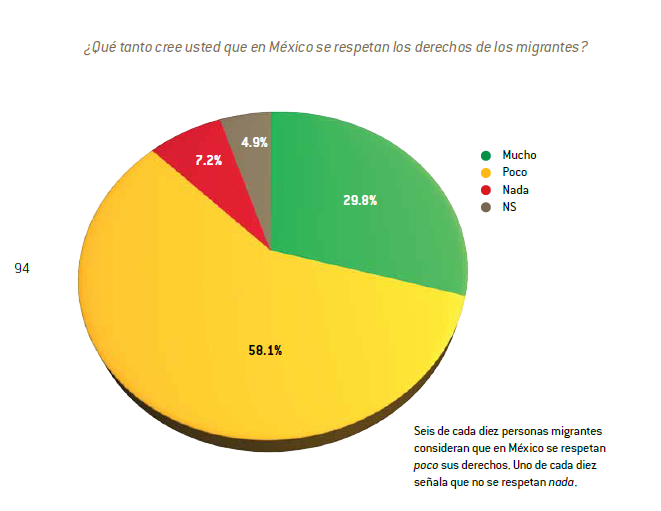 ¿Qué tanto cree usted que en México se respetan los derechos de los migrantes?
4.9%
7.2%
29.8%
58.1%
Mucho
Poco
Nada
NS
94
Seis de cada diez personas migrantes
consideran que en México se respetan
poco sus derechos. Uno de cada diez
señala que no se respetan nada.